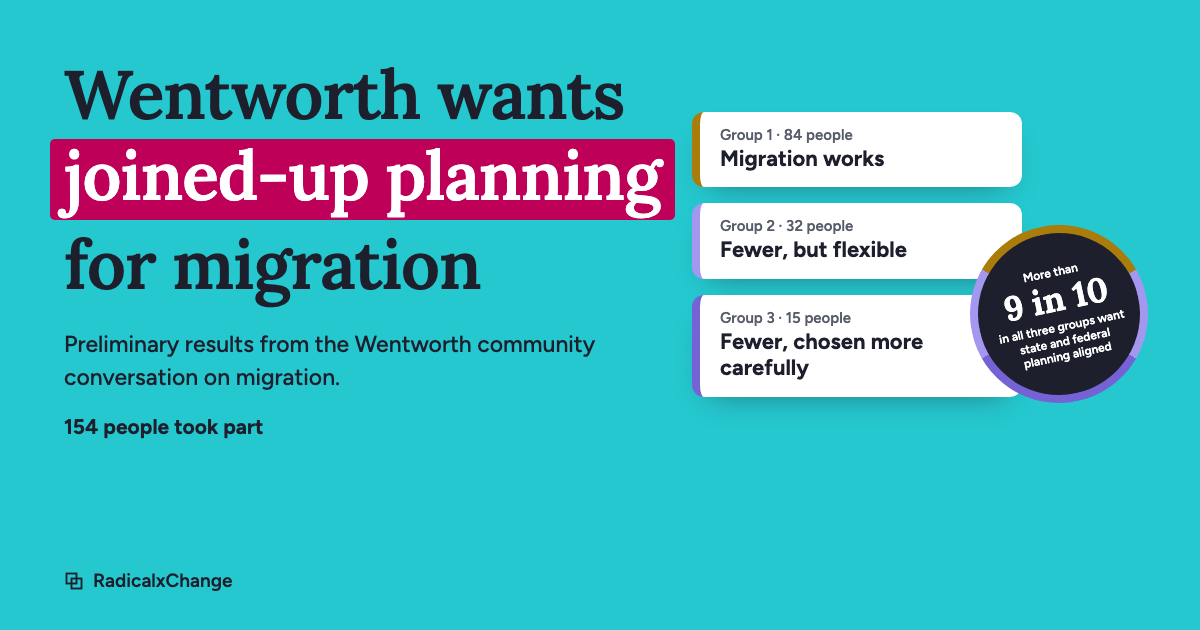 Wentworth wants
joined-up planning
for migration
Preliminary results from the Wentworth community
conversation on migration.
154 people took part
Group 1 · 84 people
Migration works
Group 2 · 32 people
Fewer, but flexible
Group 3 · 15 people
Fewer, chosen more
carefully
More than
9 in 10
in all three groups want
state and federal
planning aligned
RadicalxChange